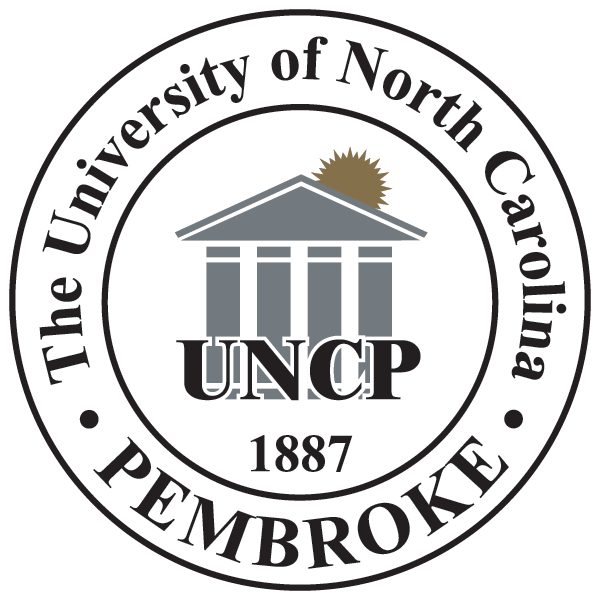 The University of North Carolina
UNCP
1887
• PEMBROKE •